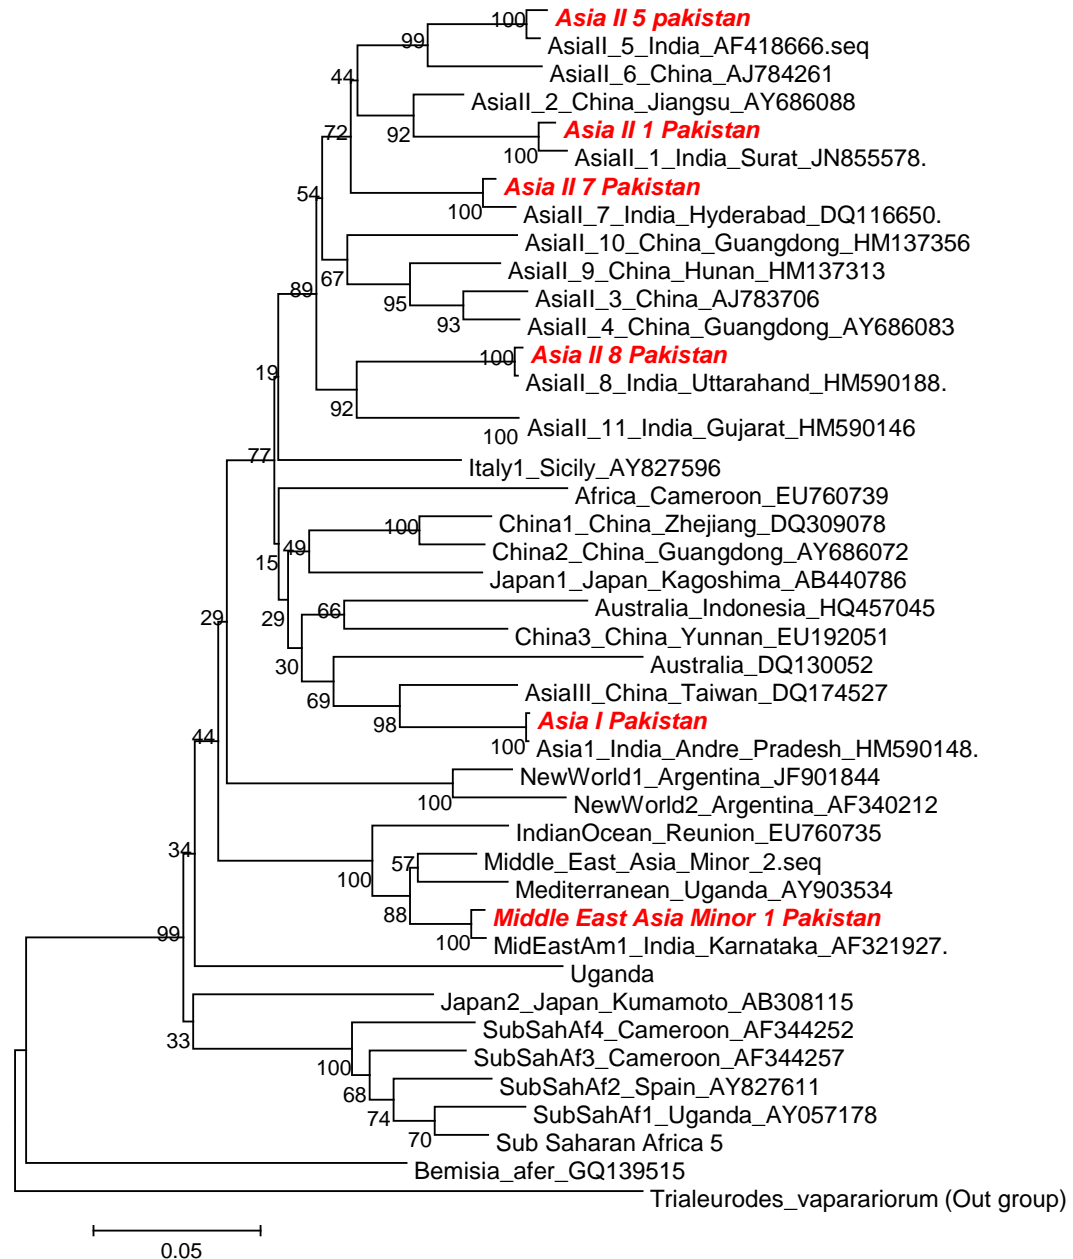 100 Asia II 5 pakistan
99 AsiaII_5_India_AF418666.seq
44 AsiaII_6_China_AJ784261
AsiaII_2_China_Jiangsu_AY686088
72 92 Asia II 1 Pakistan
100 AsiaII_1_India_Surat_JN855578.
54 Asia II 7 Pakistan
100 AsiaII_7_India_Hyderabad_DQ116650.
AsiaII_10_China_Guangdong_HM137356
67 AsiaII_9_China_Hunan_HM137313
89 95 AsiaII_3_China_AJ783706
93 AsiaII_4_China_Guangdong_AY686083
100 Asia II 8 Pakistan
19 AsiaII_8_India_Uttarahand_HM590188.
92 100 AsiaII_11_India_Gujarat_HM590146
77 Italy1_Sicily_AY827596
Africa_Cameroon_EU760739
100 China1_China_Zhejiang_DQ309078
15 49 China2_China_Guangdong_AY686072
Japan1_Japan_Kagoshima_AB440786
29 29 66 Australia_Indonesia_HQ457045
China3_China_Yunnan_EU192051
30 Australia_DQ130052
69 AsiaIII_China_Taiwan_DQ174527
98 Asia I Pakistan
44 100 Asia1_India_Andre_Pradesh_HM590148.
NewWorld1_Argentina_JF901844
100 NewWorld2_Argentina_AF340212
IndianOcean_Reunion_EU760735
34 57 Middle_East_Asia_Minor_2.seq
100 Mediterranean_Uganda_AY903534
88 Middle East Asia Minor 1 Pakistan
99 100 MidEastAm1_India_Karnataka_AF321927.
Uganda
Japan2_Japan_Kumamoto_AB308115
33 SubSahAf4_Cameroon_AF344252
100 SubSahAf3_Cameroon_AF344257
68 SubSahAf2_Spain_AY827611
74 SubSahAf1_Uganda_AY057178
70 Sub Saharan Africa 5
Bemisia_afer_GQ139515
Trialeurodes_vaparariorum (Out group)
0.05